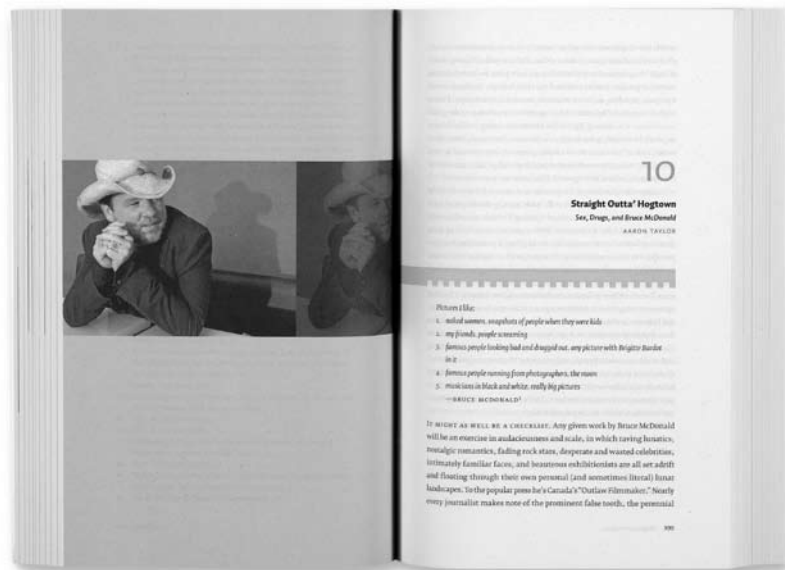 10
Straight Outta' Hogtown
Sex, Drugs, and Bruce McDonald
AARON TAYLOR
Pictures I like:
1. naked women, snapshots of people when they were kids
2. my friends, people screaming
3. famous people looking bad and drugged out, any picture with Brigitte Bardot
in it
4. famous people running from photographers, the moon
5. musicians in black and white, really big pictures
—BRUCE MCDONALD¹
IT MIGHT AS WELL BE A CHECKLIST. Any given work by Bruce McDonald
will be an exercise in audaciousness and scale, in which raving lunatics,
nostalgic romantics, fading rock stars, desperate and wasted celebrities,
intimately familiar faces, and beauteous exhibitionists are all set adrift
and floating through their own personal (and sometimes literal) lunar
landscapes. To the popular press he's Canada's "Outlaw Filmmaker." Nearly
every journalist makes note of the prominent false tooth, the perennial